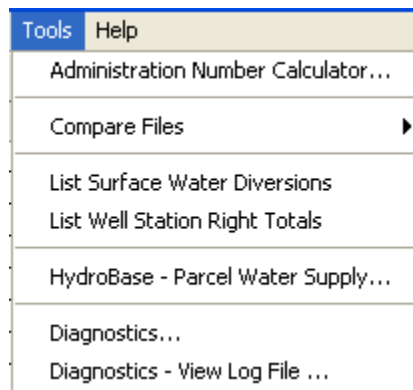 Tools Help
Administration Number Calculator...
Compare Files
List Surface Water Diversions
List Well Station Right Totals
HydroBase - Parcel Water Supply...
Diagnostics...
Diagnostics - View Log File ...